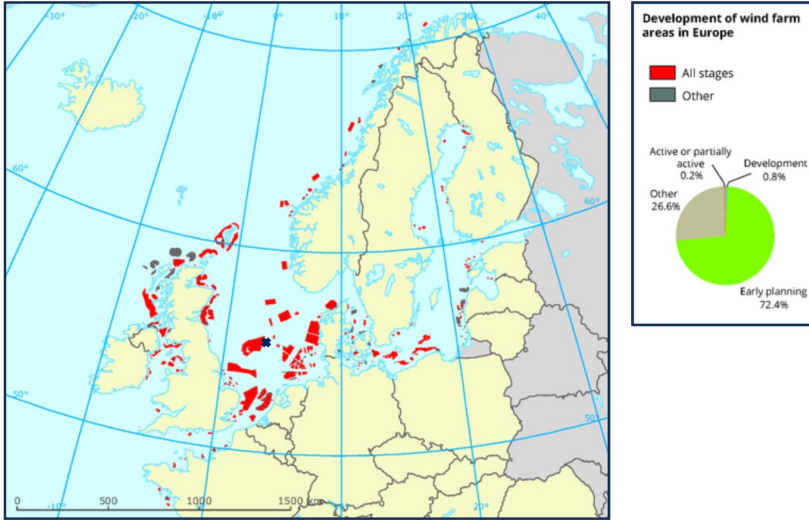 -30°
-20°
-10°
0°
10°
20°
30°
40°
60°
60°
50°
50°
-10°
0°
10°
20°
0
500
1000
1500 km
Development of wind farm
areas in Europe
All stages
Other
Active or partially
active
0.2%
Development
0.8%
Other
26.6%
Early planning
72.4%